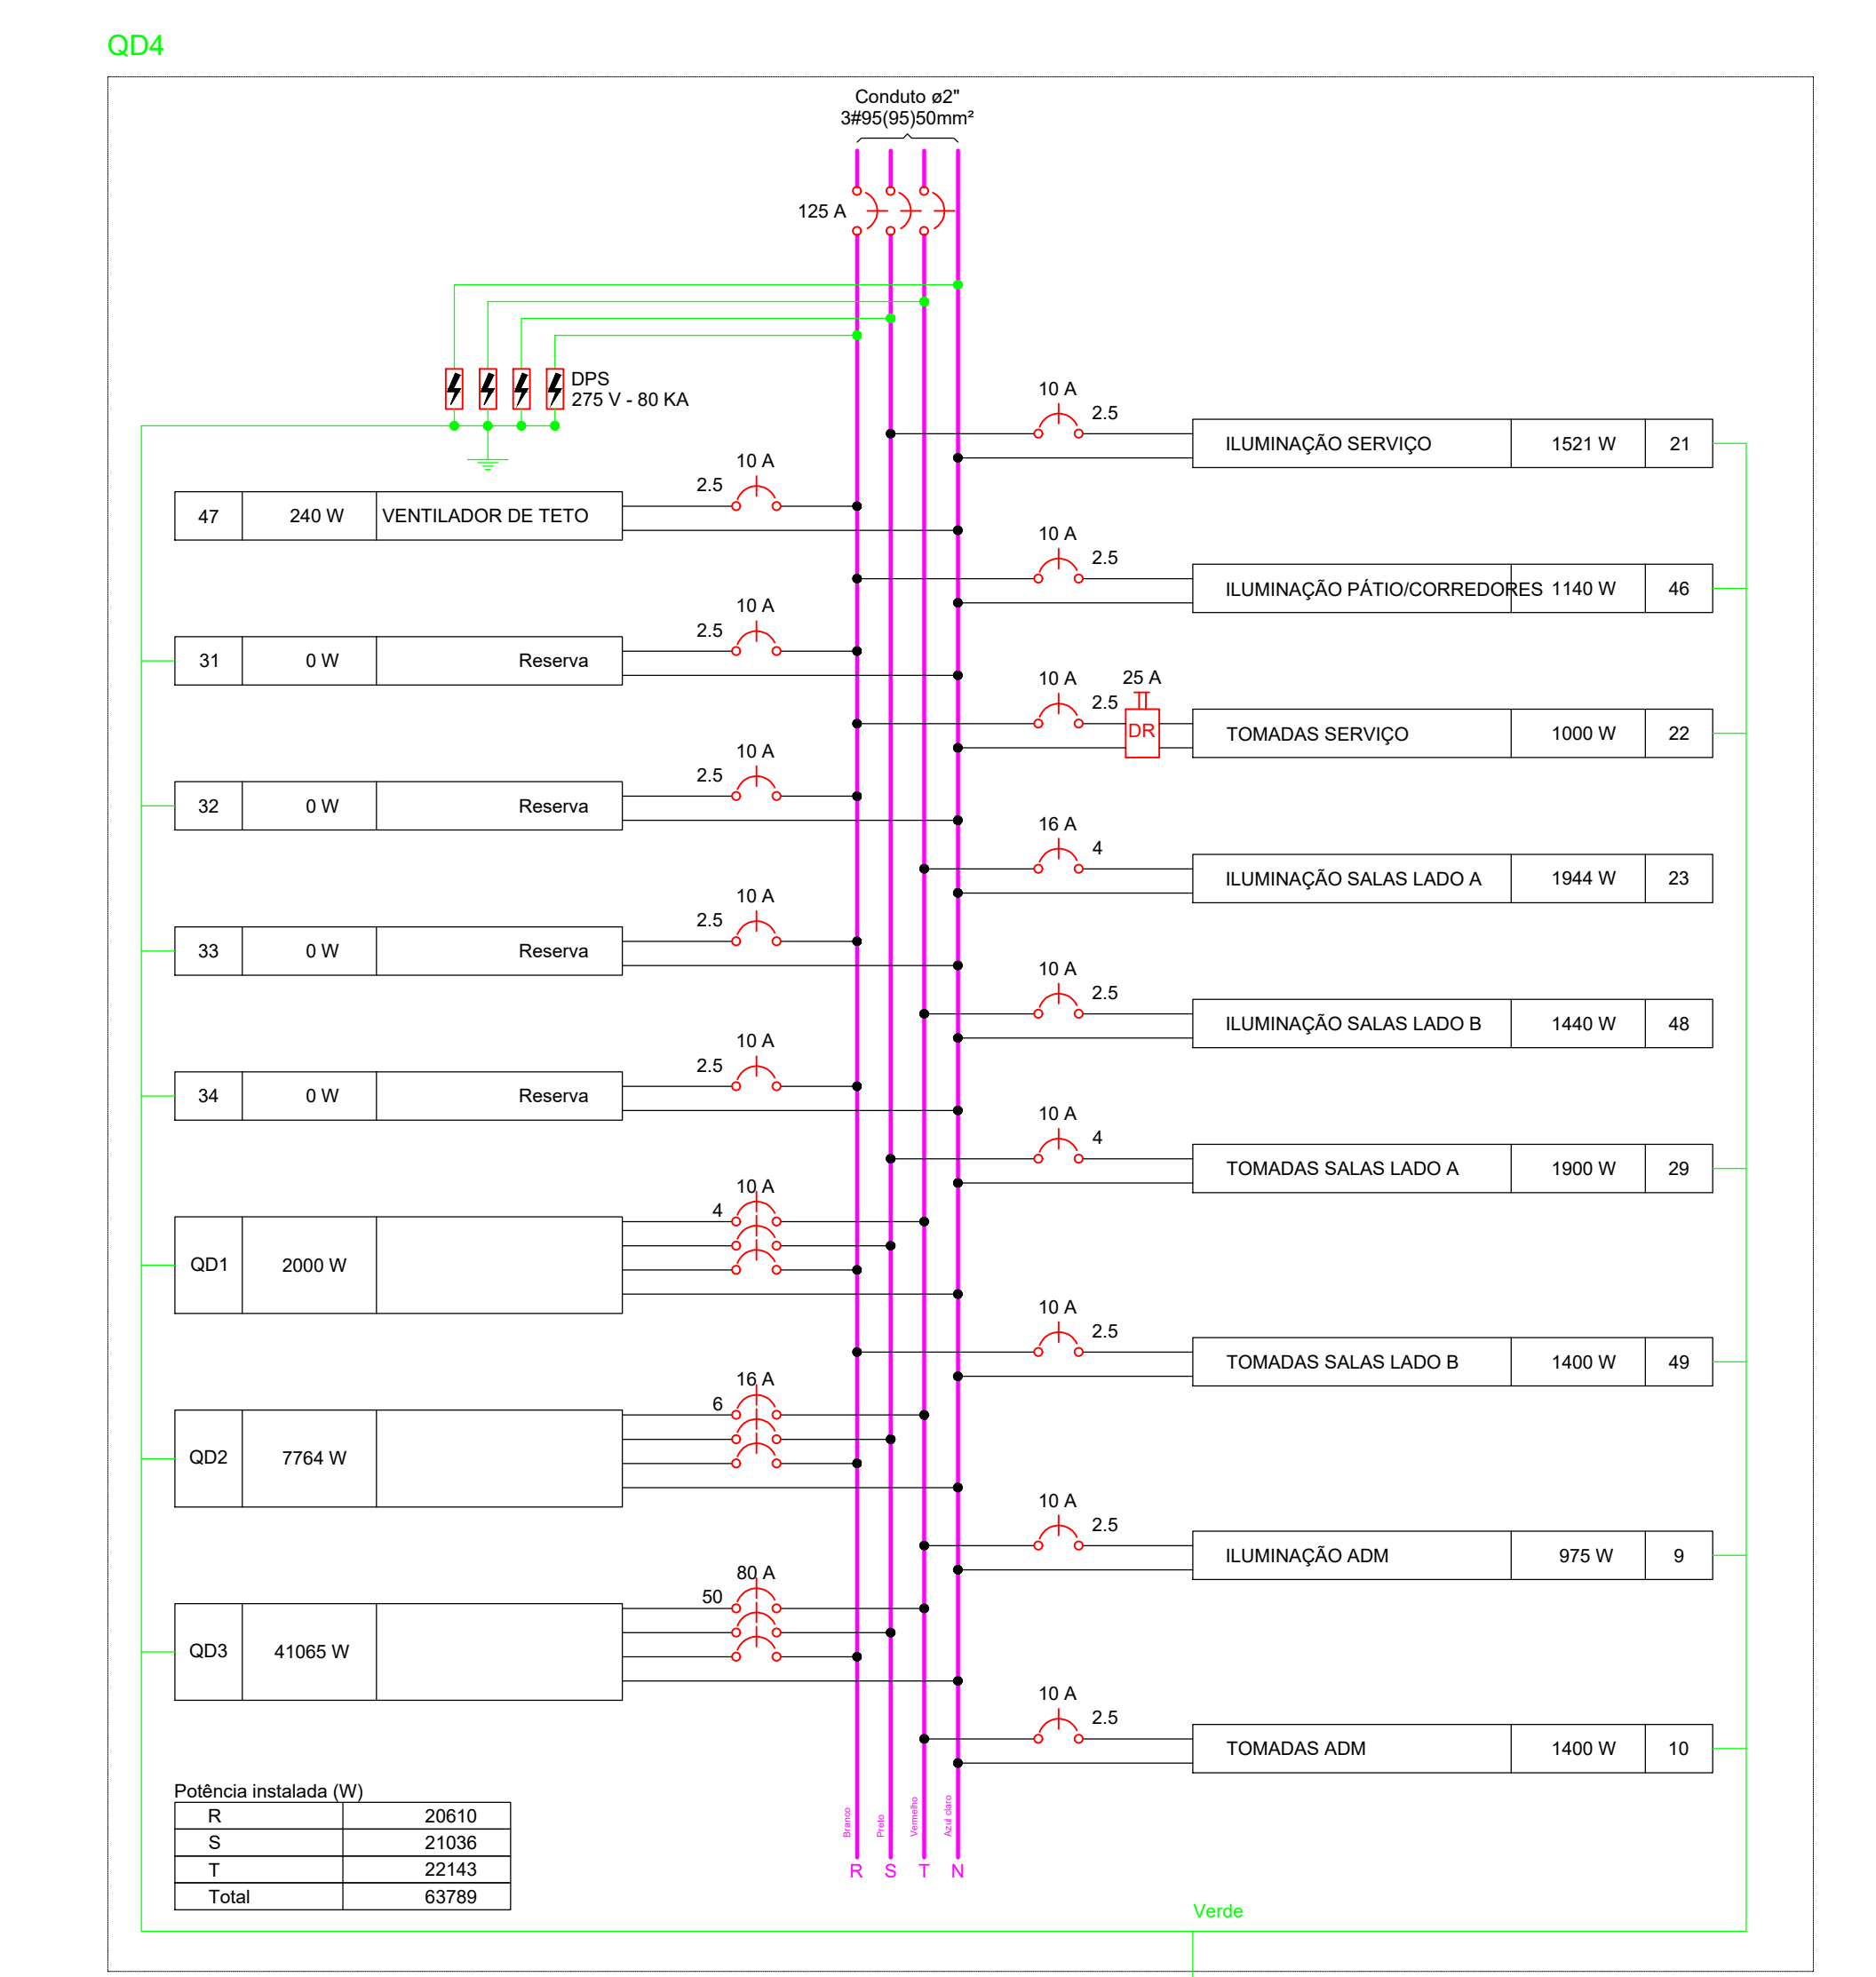 QD4
Conduto ø2"
3#95(95)50mm²
125 A
DPS
275 V - 80 KA
10 A
2.5
ILUMINAÇÃO SERVIÇO 1521 W 21
10 A
2.5
47 240 W VENTILADOR DE TETO
10 A
2.5
ILUMINAÇÃO PÁTIO/CORREDORES 1140 W 46
10 A
2.5
31 0 W Reserva
10 A 25 A
2.5
DR
TOMADAS SERVIÇO 1000 W 22
10 A
2.5
32 0 W Reserva
16 A
4
ILUMINAÇÃO SALAS LADO A 1944 W 23
10 A
2.5
33 0 W Reserva
10 A
2.5
ILUMINAÇÃO SALAS LADO B 1440 W 48
10 A
2.5
34 0 W Reserva
10 A
4
TOMADAS SALAS LADO A 1900 W 29
10 A
4
QD1 2000 W
10 A
2.5
TOMADAS SALAS LADO B 1400 W 49
16 A
6
QD2 7764 W
10 A
2.5
ILUMINAÇÃO ADM 975 W 9
80 A
50
QD3 41065 W
10 A
2.5
TOMADAS ADM 1400 W 10
Potência instalada (W)
R 20610
S 21036
T 22143
Total 63789
Branco
Preto
Vermelho
Azul claro
R S T N
Verde